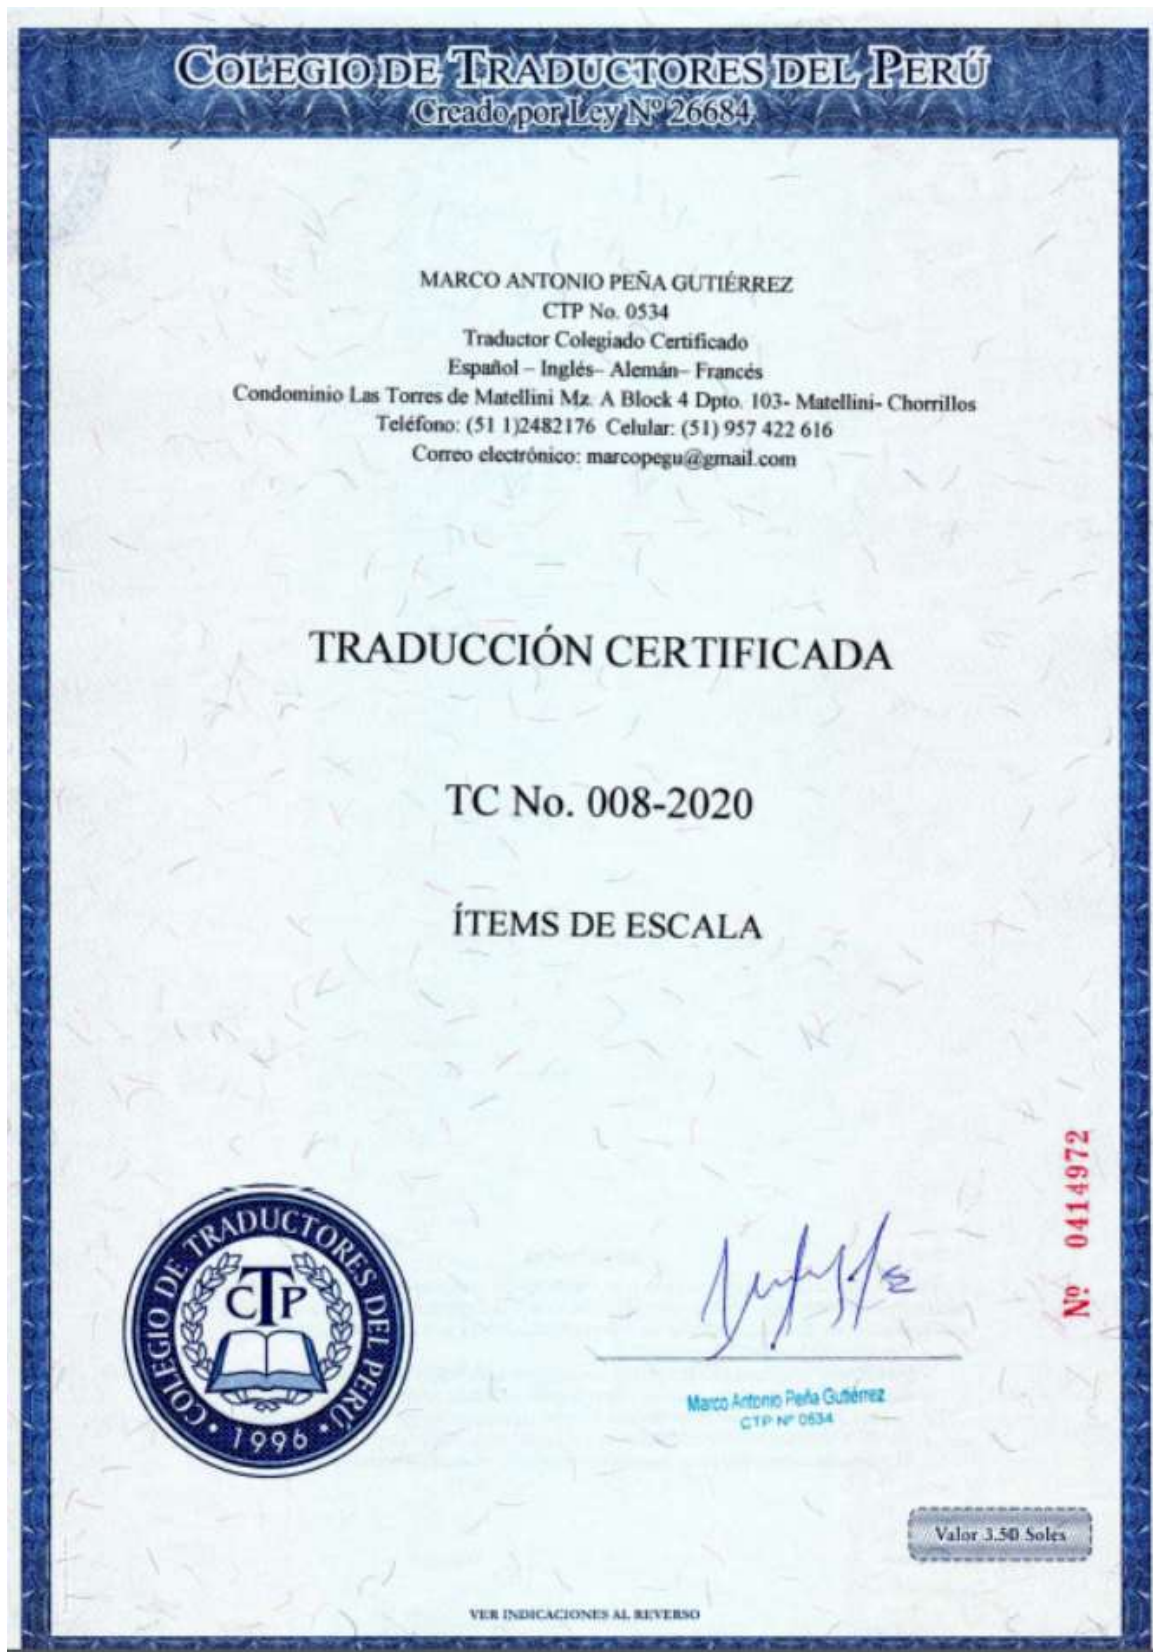 COLEGIO DE TRADUCTORES DEL PERÚ
Creado por Ley Nº 26684
MARCO ANTONIO PEÑA GUTIÉRREZ
CTP No. 0534
Traductor Colegiado Certificado
Español – Inglés– Alemán– Francés
Condominio Las Torres de Matellini Mz. A Block 4 Dpto. 103- Matellini- Chorrillos
Teléfono: (51 1)2482176 Celular: (51) 957 422 616
Correo electrónico: marcopegu@gmail.com
TRADUCCIÓN CERTIFICADA
TC No. 008-2020
ÍTEMS DE ESCALA
Nº 0414972
COLEGIO DE TRADUCTORES DEL PERÚ
CTP
· 1996 ·
Marco Antonio Peña Gutiérrez
CTP Nº 0534
Valor 3.50 Soles
VER INDICACIONES AL REVERSO